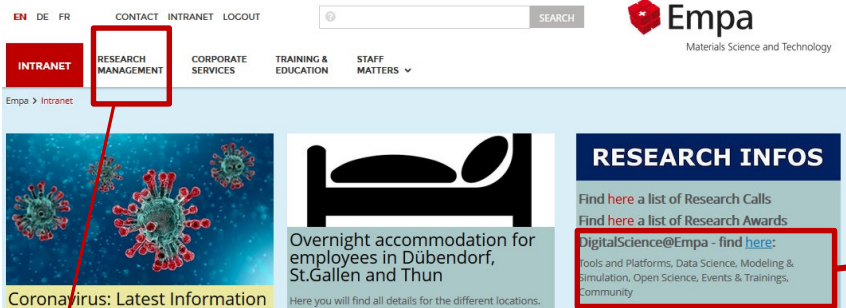 EN DE FR CONTACT INTRANET LOGOUT SEARCH
Empa
Materials Science and Technology
INTRANET
RESEARCH
MANAGEMENT
CORPORATE
SERVICES
TRAINING &
EDUCATION
STAFF
MATTERS
Empa > Intranet
Coronavirus: Latest Information
Overnight accommodation for
employees in Dübendorf,
St.Gallen and Thun
Here you will find all details for the different locations.
RESEARCH INFOS
Find here a list of Research Calls
Find here a list of Research Awards
DigitalScience@Empa - find here:
Tools and Platforms, Data Science, Modeling &
Simulation, Open Science, Events & Trainings,
Community